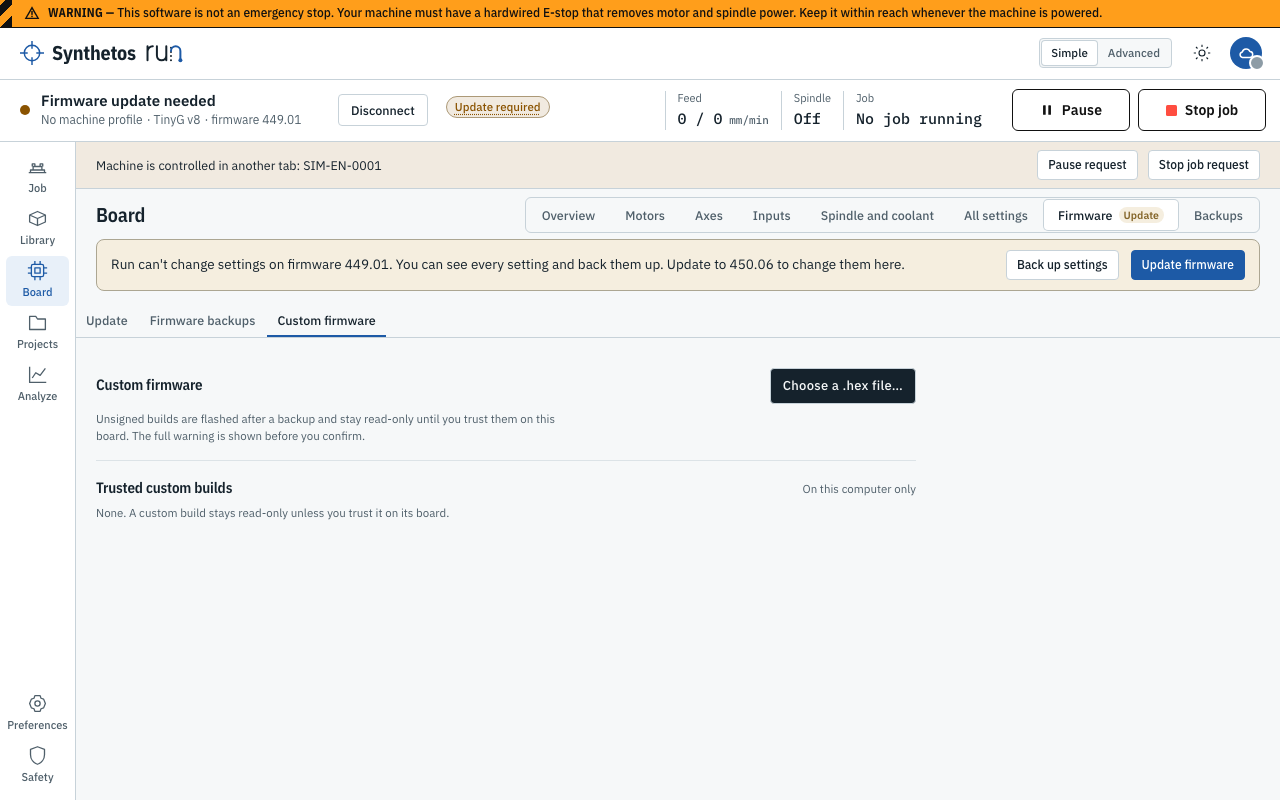 WARNING — This software is not an emergency stop. Your machine must have a hardwired E-stop that removes motor and spindle power. Keep it within reach whenever the machine is powered.
Synthetos run
Simple
Advanced
Firmware update needed
No machine profile · TinyG v8 · firmware 449.01
Disconnect
Update required
Feed
0 / 0 mm/min
Spindle
Off
Job
No job running
Pause
Stop job
Job
Library
Board
Projects
Analyze
Preferences
Safety
Machine is controlled in another tab: SIM-EN-0001
Pause request
Stop job request
Board
Overview
Motors
Axes
Inputs
Spindle and coolant
All settings
Firmware Update
Backups
Run can't change settings on firmware 449.01. You can see every setting and back them up. Update to 450.06 to change them here.
Back up settings
Update firmware
Update
Firmware backups
Custom firmware
Custom firmware
Choose a .hex file...
Unsigned builds are flashed after a backup and stay read-only until you trust them on this
board. The full warning is shown before you confirm.
Trusted custom builds
On this computer only
None. A custom build stays read-only unless you trust it on its board.